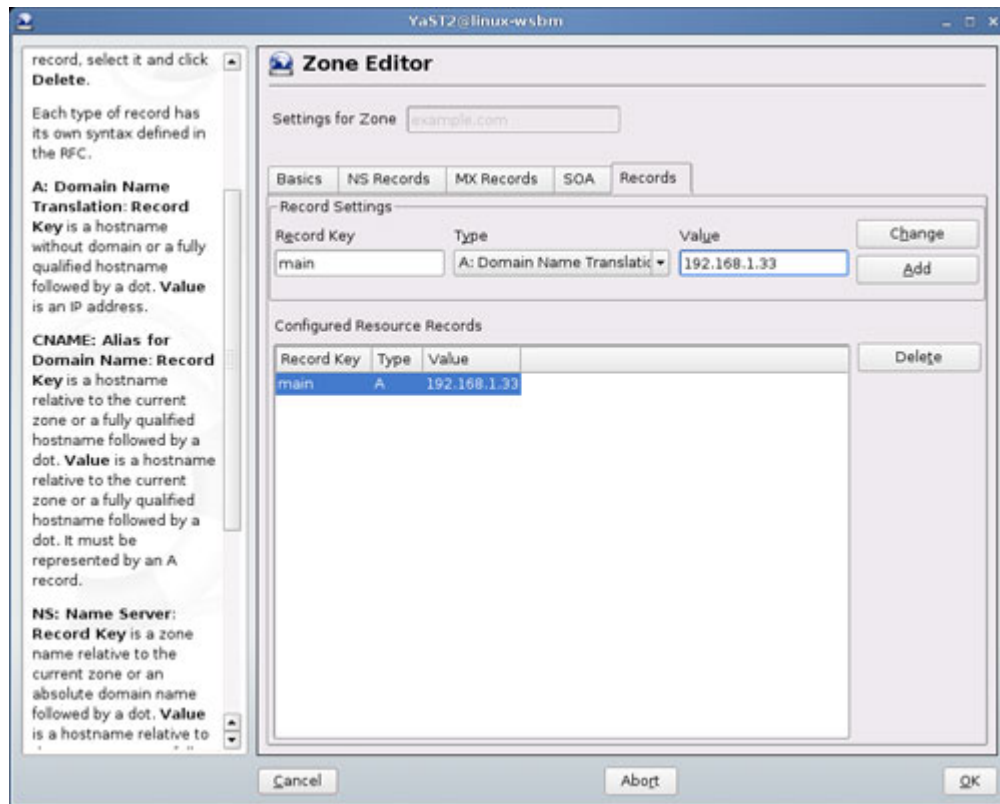 YaST2@linux-wsbm
record, select it and click
Delete.
Each type of record has
its own syntax defined in
the RFC.
A: Domain Name
Translation: Record
Key is a hostname
without domain or a fully
qualified hostname
followed by a dot. Value
is an IP address.
CNAME: Alias for
Domain Name: Record
Key is a hostname
relative to the current
zone or a fully qualified
hostname followed by a
dot. Value is a hostname
relative to the current
zone or a fully qualified
hostname followed by a
dot. It must be
represented by an A
record.
NS: Name Server:
Record Key is a zone
name relative to the
current zone or an
absolute domain name
followed by a dot. Value
is a hostname relative to
Zone Editor
Settings for Zone example.com
Basics NS Records MX Records SOA Records
Record Settings
Record Key Type Value
main A: Domain Name Translatic 192.168.1.33
Change
Add
Configured Resource Records
Record Key Type Value
main A 192.168.1.33
Delete
Cancel Abort OK